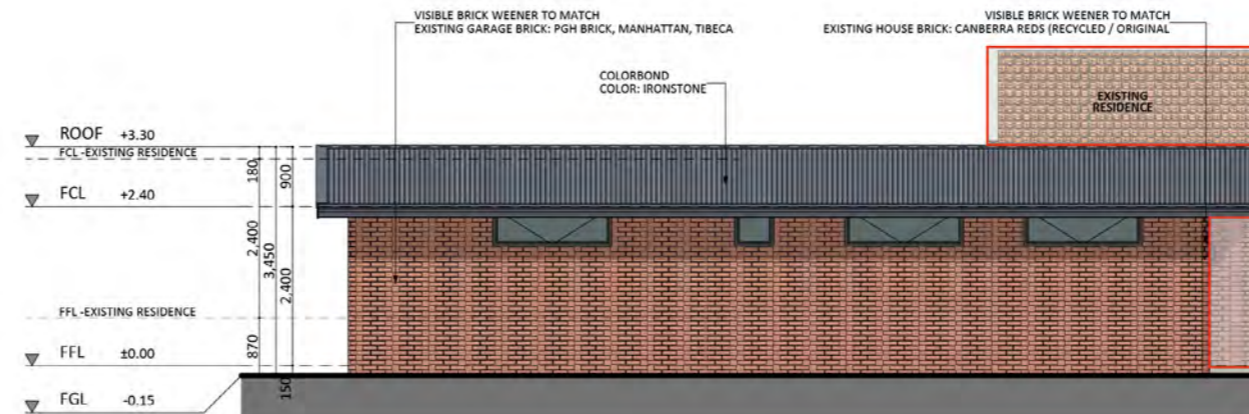 VISIBLE BRICK WEENER TO MATCH
EXISTING GARAGE BRICK: PGH BRICK, MANHATTAN, TIBECA
VISIBLE BRICK WEENER TO MATCH
EXISTING HOUSE BRICK: CANBERRA REDS (RECYCLED / ORIGINAL
COLORBOND
COLOR: IRONSTONE
EXISTING
RESIDENCE
ROOF +3.30
FCL -EXISTING RESIDENCE
FCL +2.40
FFL -EXISTING RESIDENCE
FFL ±0.00
FGL -0.15
180
900
2,400
3,450
2,400
870
150